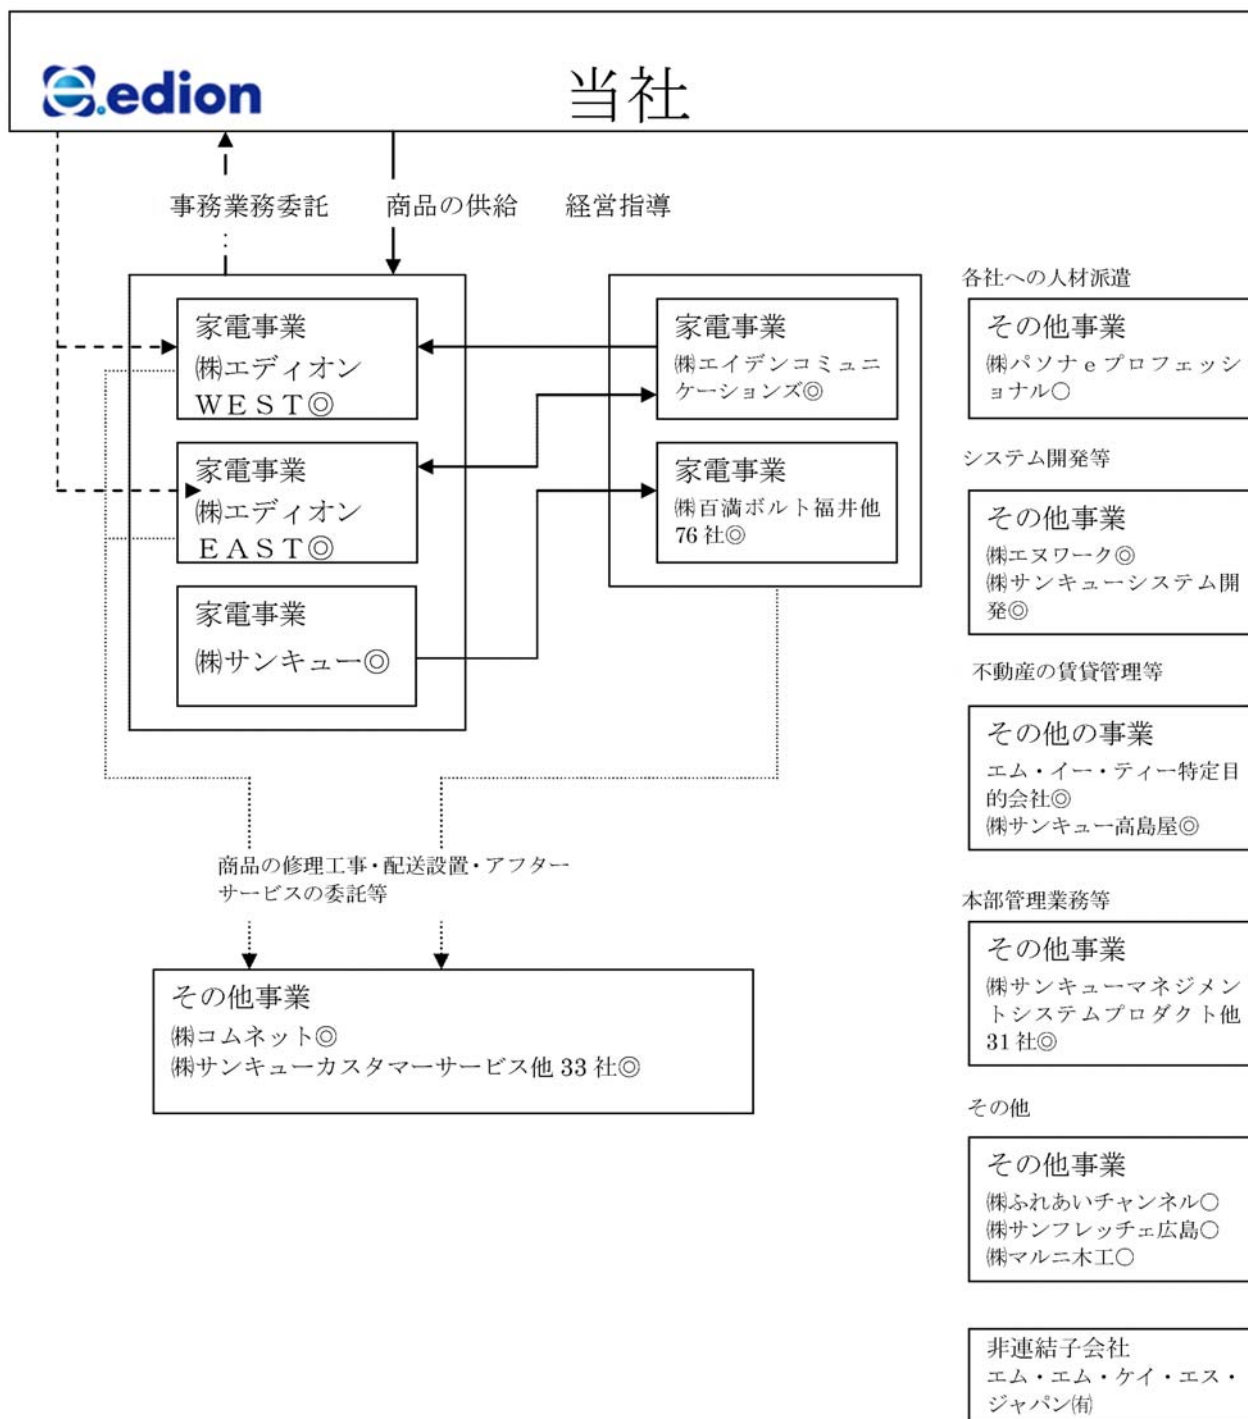 e.edion
当社
事務業務委託
商品の供給
経営指導
家電事業
㈱エディオン
ＷＥＳＴ◎
家電事業
㈱エディオン
ＥＡＳＴ◎
家電事業
㈱サンキュー◎
家電事業
㈱エイデンコミュニ
ケーションズ◎
家電事業
㈱百満ボルト福井他
76 社◎
商品の修理工事・配送設置・アフター
サービスの委託等
その他事業
㈱コムネット◎
㈱サンキューカスタマーサービス他 33 社◎
各社への人材派遣
その他事業
㈱パソナ e プロフェッシ
ョナル○
システム開発等
その他事業
㈱エヌワーク◎
㈱サンキューシステム開
発◎
不動産の賃貸管理等
その他の事業
エム・イー・ティー特定目
的会社◎
㈱サンキュー高島屋◎
本部管理業務等
その他事業
㈱サンキューマネジメン
トシステムプロダクト他
31 社◎
その他
その他事業
㈱ふれあいチャンネル○
㈱サンフレッチェ広島○
㈱マルニ木工○
非連結子会社
エム・エム・ケイ・エス・
ジャパン㈲